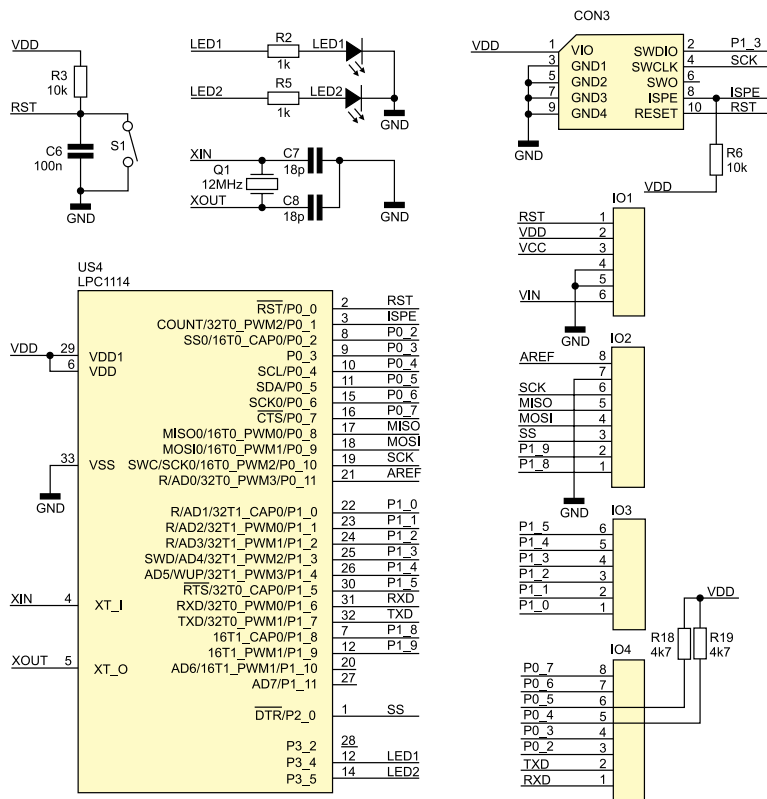 VDD
R3
10k
RST
C6
100n
S1
GND
LED1 R2 LED1
1k
LED2 R5 LED2
1k
GND
XIN C7
18p
Q1
12MHz
XOUT C8
18p
GND
CON3
VDD 1 VIO SWDIO 2 P1_3
3 GND1 SWCLK 4 SCK
5 GND2 SWO 6
7 GND3 ISPE 8 ISPE
9 GND4 RESET 10 RST
GND
R6
10k
VDD
IO1
RST 1
VDD 2
VCC 3
4
5
VIN 6
GND
US4
LPC1114
RST/P0_0 2 RST
COUNT/32T0_PWM2/P0_1 3 ISPE
SS0/16T0_CAP0/P0_2 8 P0_2
P0_3 9 P0_3
SCL/P0_4 10 P0_4
SDA/P0_5 11 P0_5
SCK0/P0_6 15 P0_6
CTS/P0_7 16 P0_7
MISO0/16T0_PWM0/P0_8 17 MISO
MOSI0/16T0_PWM1/P0_9 18 MOSI
SWC/SCK0/16T0_PWM2/P0_10 19 SCK
R/AD0/32T0_PWM3/P0_11 21 AREF
R/AD1/32T1_CAP0/P1_0 22 P1_0
R/AD2/32T1_PWM0/P1_1 23 P1_1
R/AD3/32T1_PWM1/P1_2 24 P1_2
SWD/AD4/32T1_PWM2/P1_3 25 P1_3
AD5/WUP/32T1_PWM3/P1_4 26 P1_4
RTS/32T0_CAP0/P1_5 30 P1_5
RXD/32T0_PWM0/P1_6 31 RXD
TXD/32T0_PWM1/P1_7 32 TXD
16T1_CAP0/P1_8 7 P1_8
16T1_PWM0/P1_9 12 P1_9
AD6/16T1_PWM1/P1_10 20
AD7/P1_11 27
DTR/P2_0 1 SS
P3_2 28
P3_4 12 LED1
P3_5 14 LED2
VDD 29 VDD1
6 VDD
33 VSS
GND
XIN 4 XT_I
XOUT 5 XT_O
IO2
AREF 8
7
SCK 6
MISO 5
MOSI 4
SS 3
P1_9 2
P1_8 1
GND
IO3
P1_5 6
P1_4 5
P1_3 4
P1_2 3
P1_1 2
P1_0 1
VDD
R18 R19
4k7 4k7
IO4
P0_7 8
P0_6 7
P0_5 6
P0_4 5
P0_3 4
P0_2 3
TXD 2
RXD 1